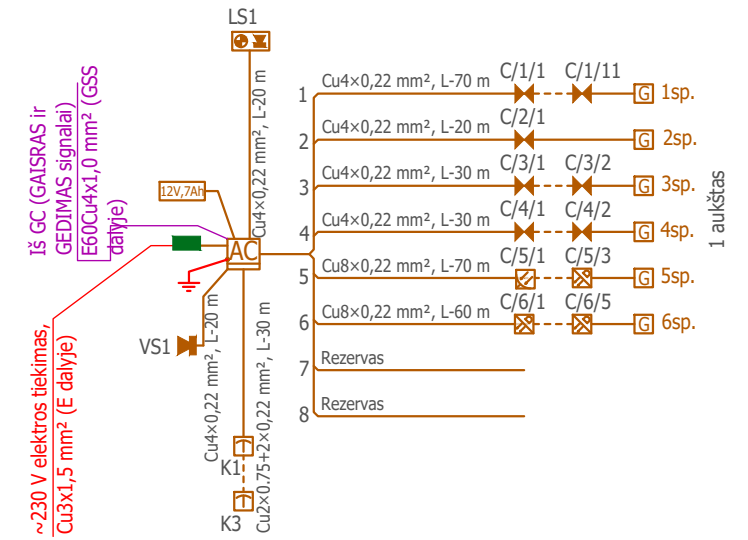 LS1
Iš GC (GAISRAS ir
GEDIMAS signalai)
E60Cu4x1,0 mm² (GSS
dalyje)
~230 V elektros tiekimas,
Cu3x1,5 mm² (E dalyje)
12V,7Ah
AC
VS1
Cu4×0,22 mm², L-20 m
Cu4×0,22 mm², L-20 m
Cu2×0.75+2×0,22 mm², L-30 m
K1
K3
1 Cu4×0,22 mm², L-70 m C/1/1 C/1/11 G 1sp.
2 Cu4×0,22 mm², L-20 m C/2/1 G 2sp.
3 Cu4×0,22 mm², L-30 m C/3/1 C/3/2 G 3sp.
4 Cu4×0,22 mm², L-30 m C/4/1 C/4/2 G 4sp.
5 Cu8×0,22 mm², L-70 m C/5/1 C/5/3 G 5sp.
6 Cu8×0,22 mm², L-60 m C/6/1 C/6/5 G 6sp.
7 Rezervas
8 Rezervas
1 aukštas